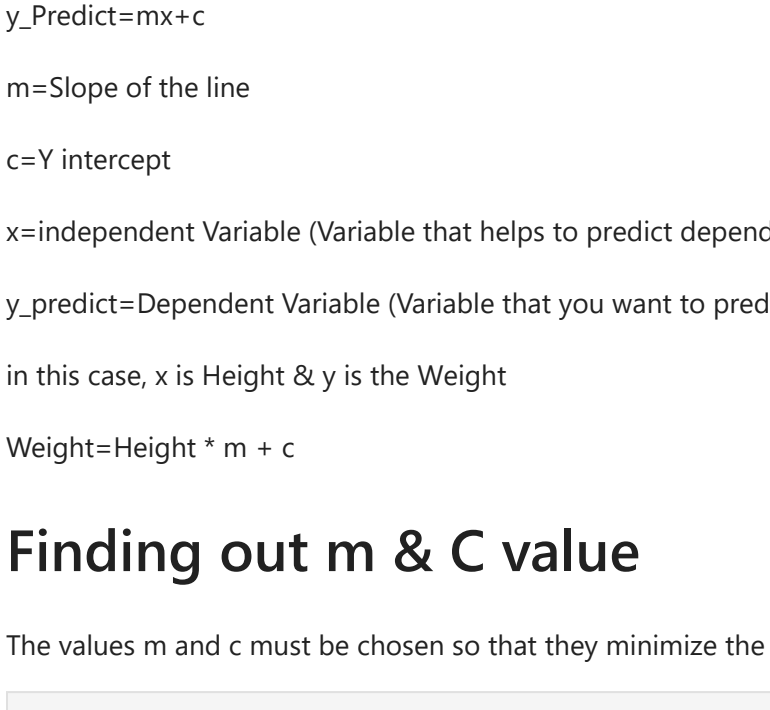 y_Predict=mx+c
m=Slope of the line
c=Y intercept
x=independent Variable (Variable that helps to predict
y_predict=Dependent Variable (Variable that you want to
in this case, x is Height & y is the Weight
Weight=Height * m + c
Finding out m & C value
The values m and c must be chosen so that they minimize the